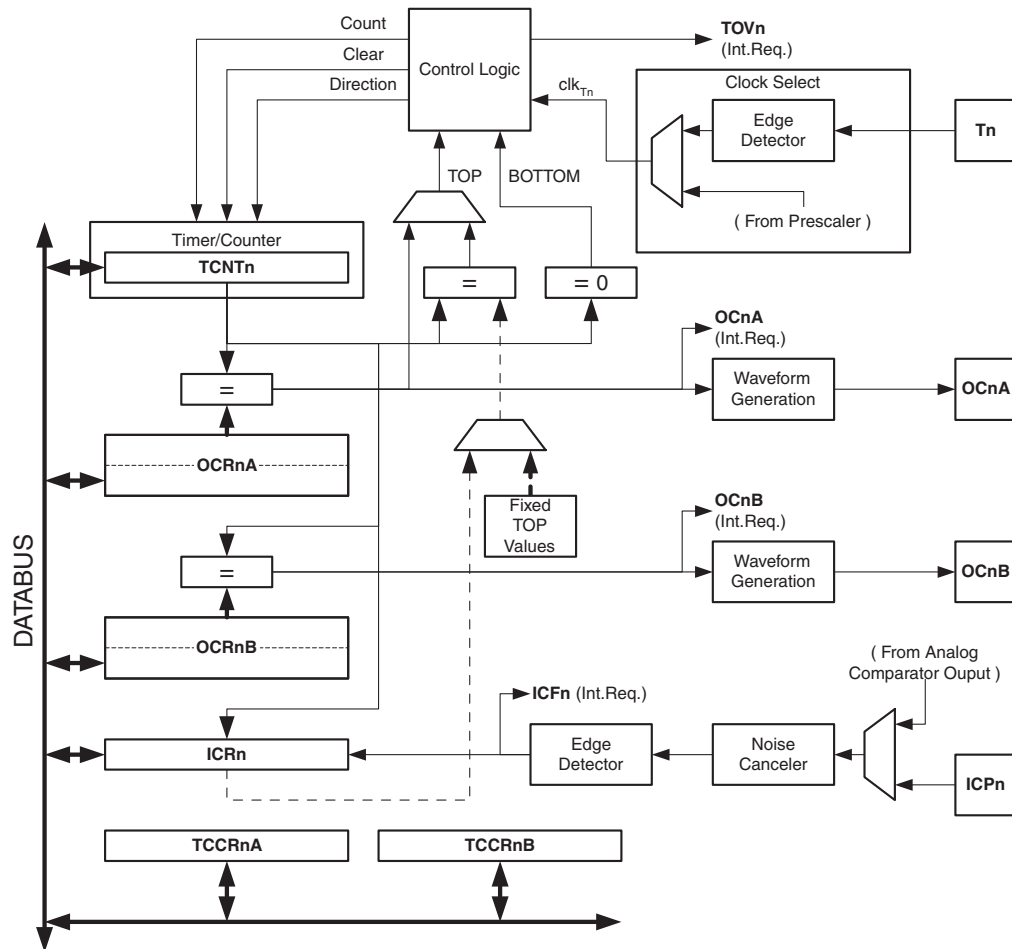 Count
Clear
Direction
Control Logic
TOVn
(Int.Req.)
clkTn
Clock Select
Edge
Detector
Tn
( From Prescaler )
TOP
BOTTOM
Timer/Counter
TCNTn
=
= 0
OCnA
(Int.Req.)
=
Waveform
Generation
OCnA
OCRnA
Fixed
TOP
Values
OCnB
(Int.Req.)
=
Waveform
Generation
OCnB
OCRnB
DATABUS
( From Analog
Comparator Ouput )
ICFn (Int.Req.)
ICRn
Edge
Detector
Noise
Canceler
ICPn
TCCRnA
TCCRnB